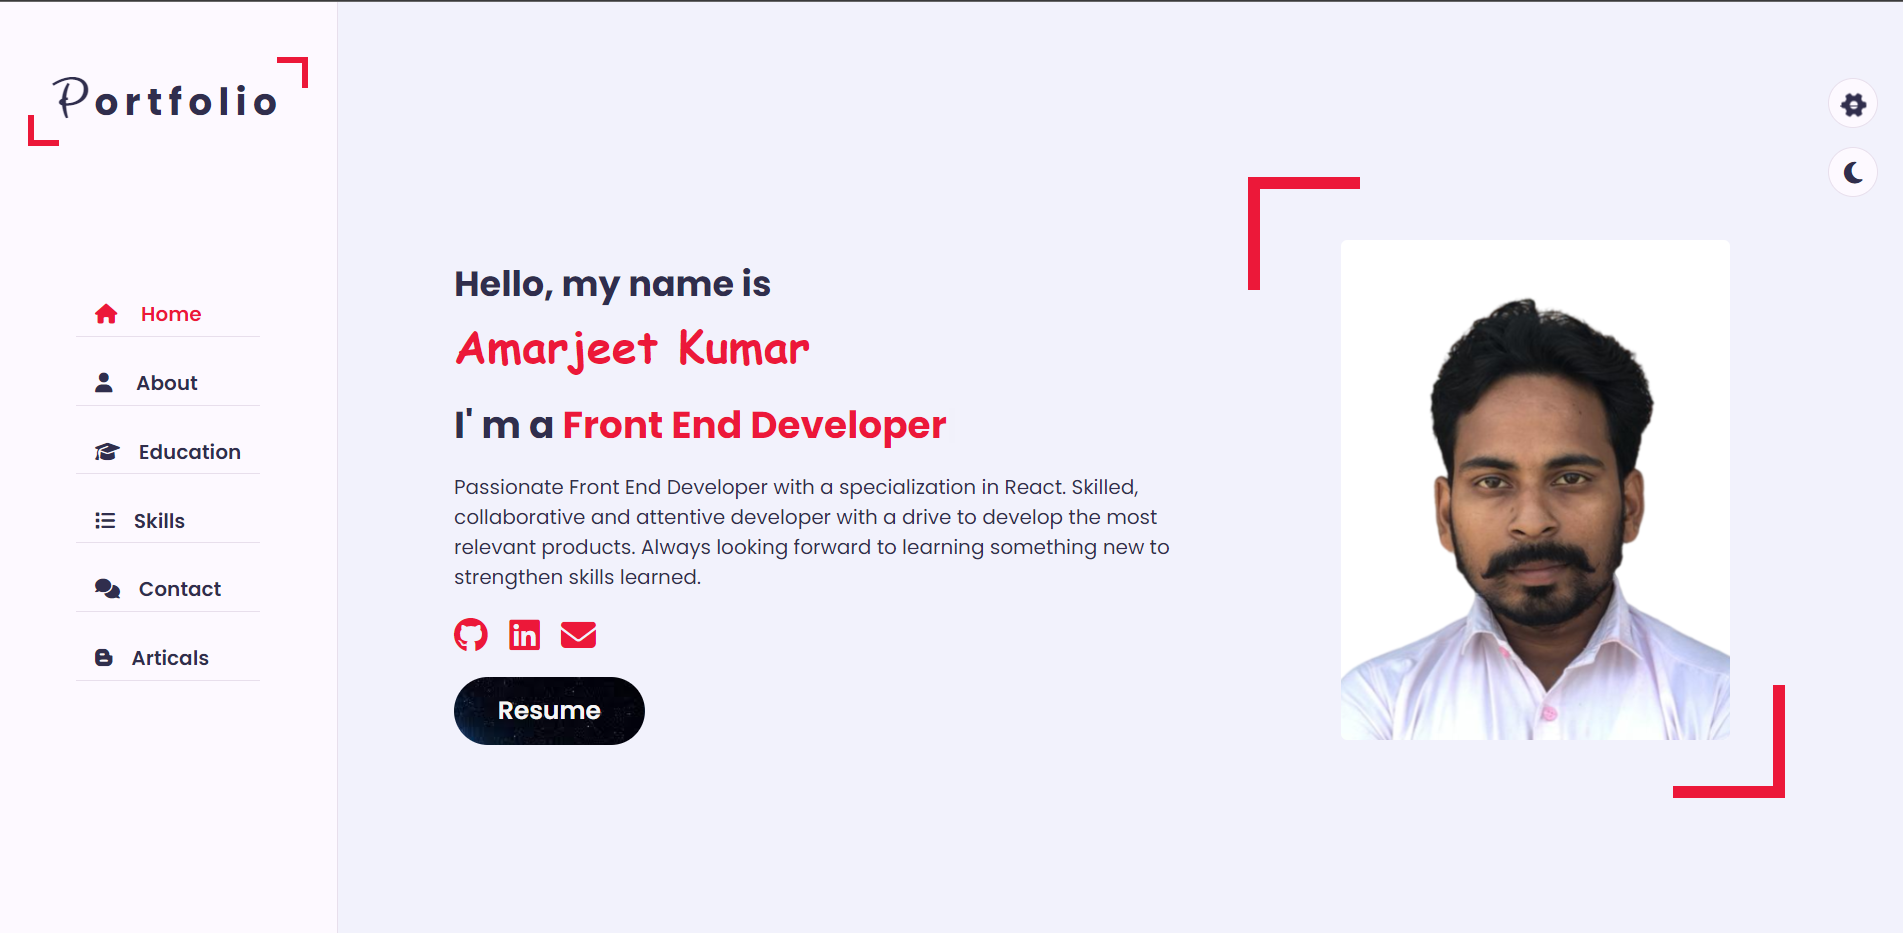 Portfolio
Home
About
Education
Skills
Contact
Articals
Hello, my name is
Amarjeet Kumar
I' m a Front End Developer
Passionate Front End Developer with a specialization in React. Skilled,
collaborative and attentive developer with a drive to develop the most
relevant products. Always looking forward to learning something new to
strengthen skills learned.
in
Resume